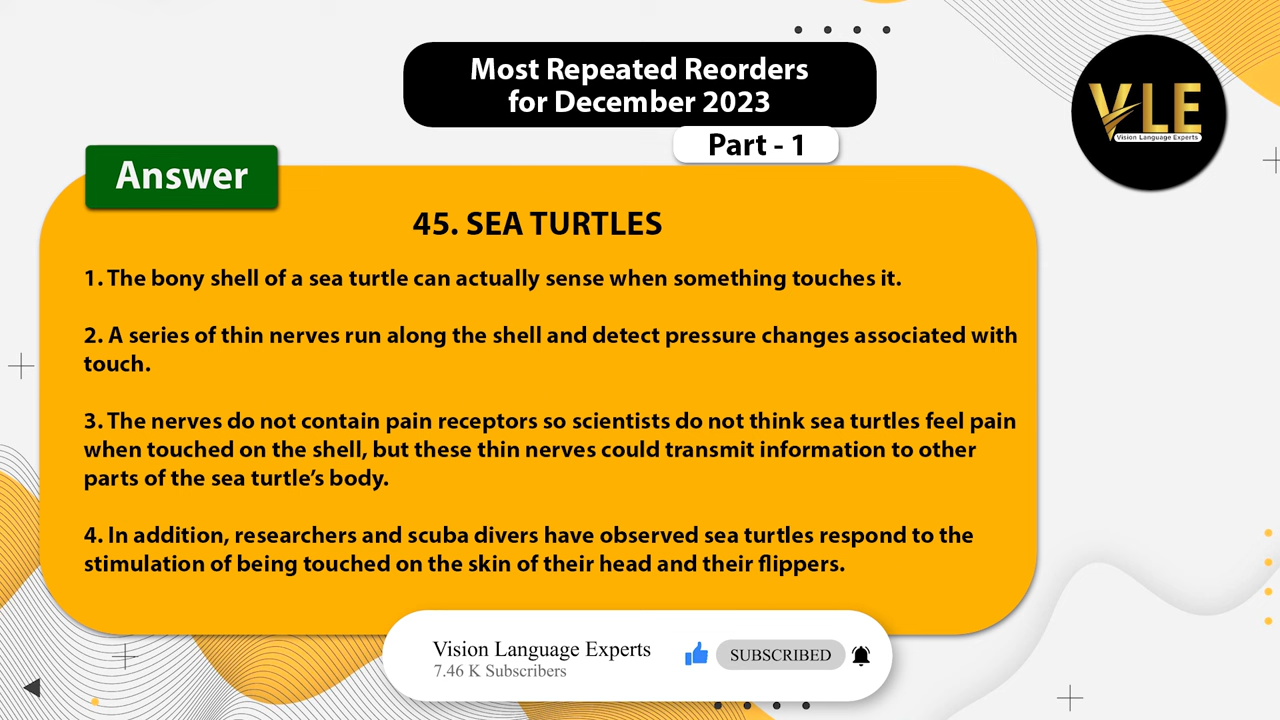 Most Repeated Reorders
for December 2023
Part - 1
VLE
Vision Language Experts
Answer
45. SEA TURTLES
1. The bony shell of a sea turtle can actually sense when something touches it.
2. A series of thin nerves run along the shell and detect pressure changes associated with
touch.
3. The nerves do not contain pain receptors so scientists do not think sea turtles feel pain
when touched on the shell, but these thin nerves could transmit information to other
parts of the sea turtle’s body.
4. In addition, researchers and scuba divers have observed sea turtles respond to the
stimulation of being touched on the skin of their head and their flippers.
Vision Language Experts
7.46 K Subscribers
SUBSCRIBED